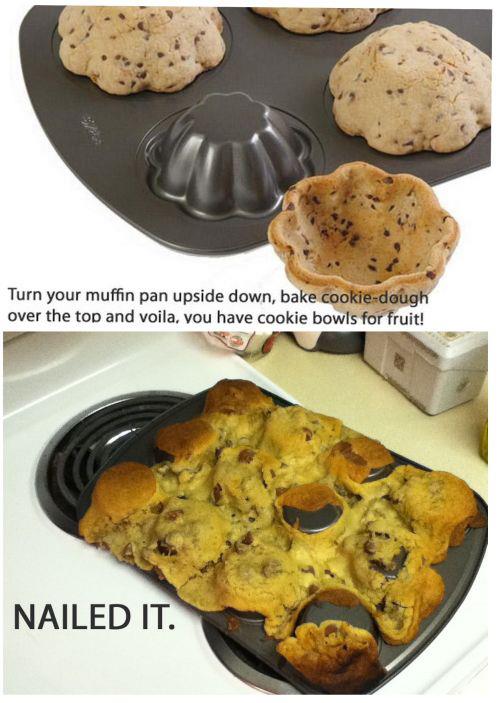 Turn your muffin pan upside down, bake cookie-dough
over the top and voila, you have cookie bowls for fruit!
NAILED IT.